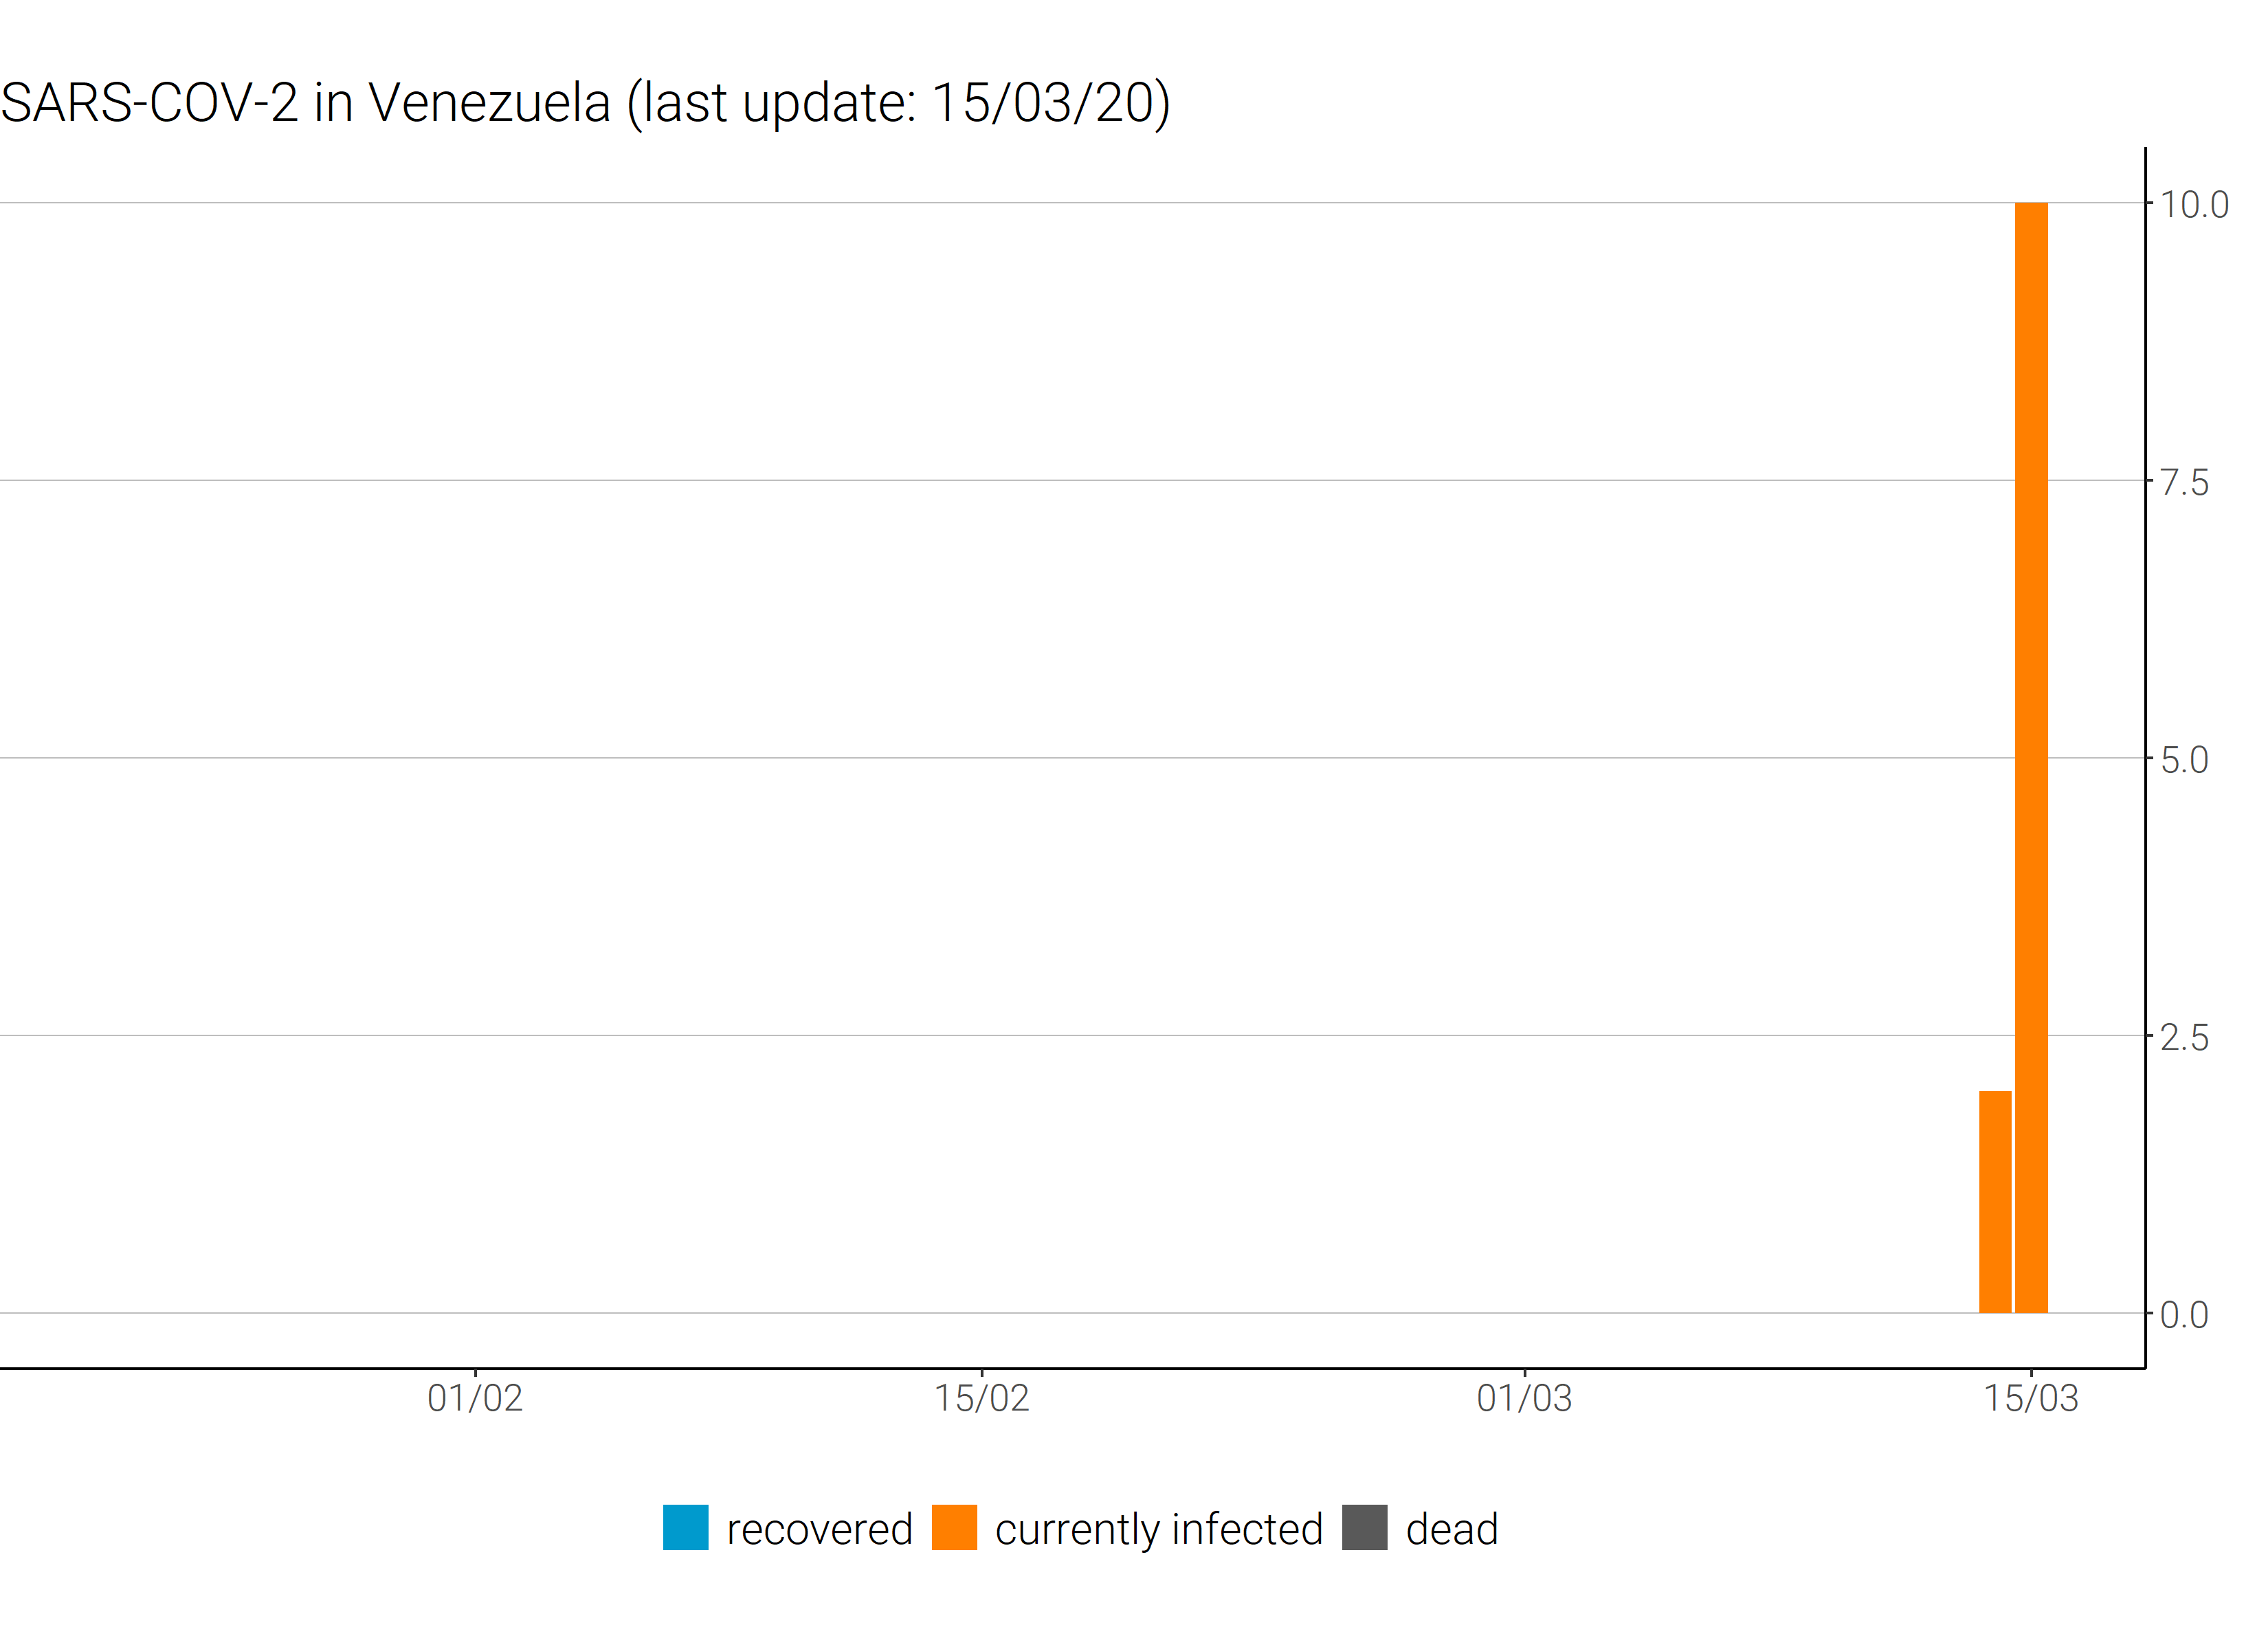 SARS-COV-2 in Venezuela (last update: 15/03/20)
10.0
7.5
5.0
2.5
0.0
01/02 15/02 01/03 15/03
recovered currently infected dead